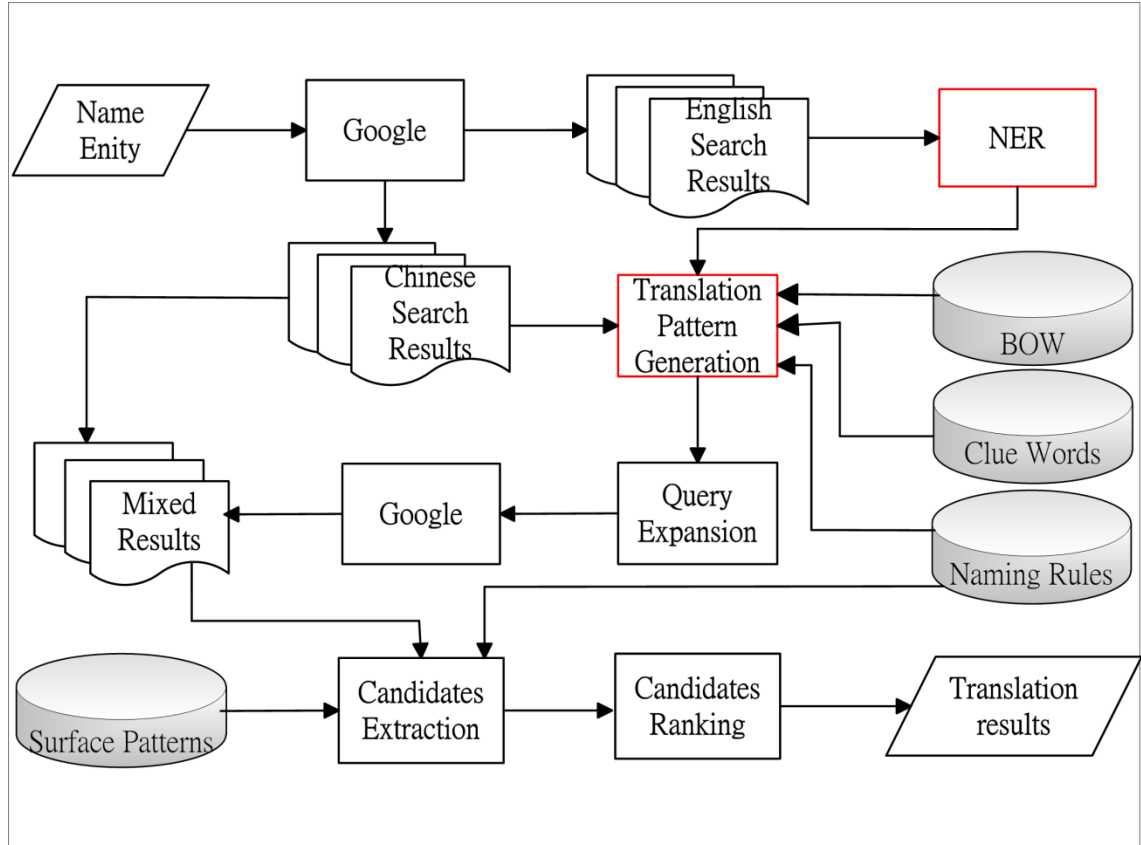 Name
Enity
Google
English
Search
Results
NER
Chinese
Search
Results
Translation
Pattern
Generation
BOW
Clue Words
Naming Rules
Mixed
Results
Google
Query
Expansion
Surface Patterns
Candidates
Extraction
Candidates
Ranking
Translation
results